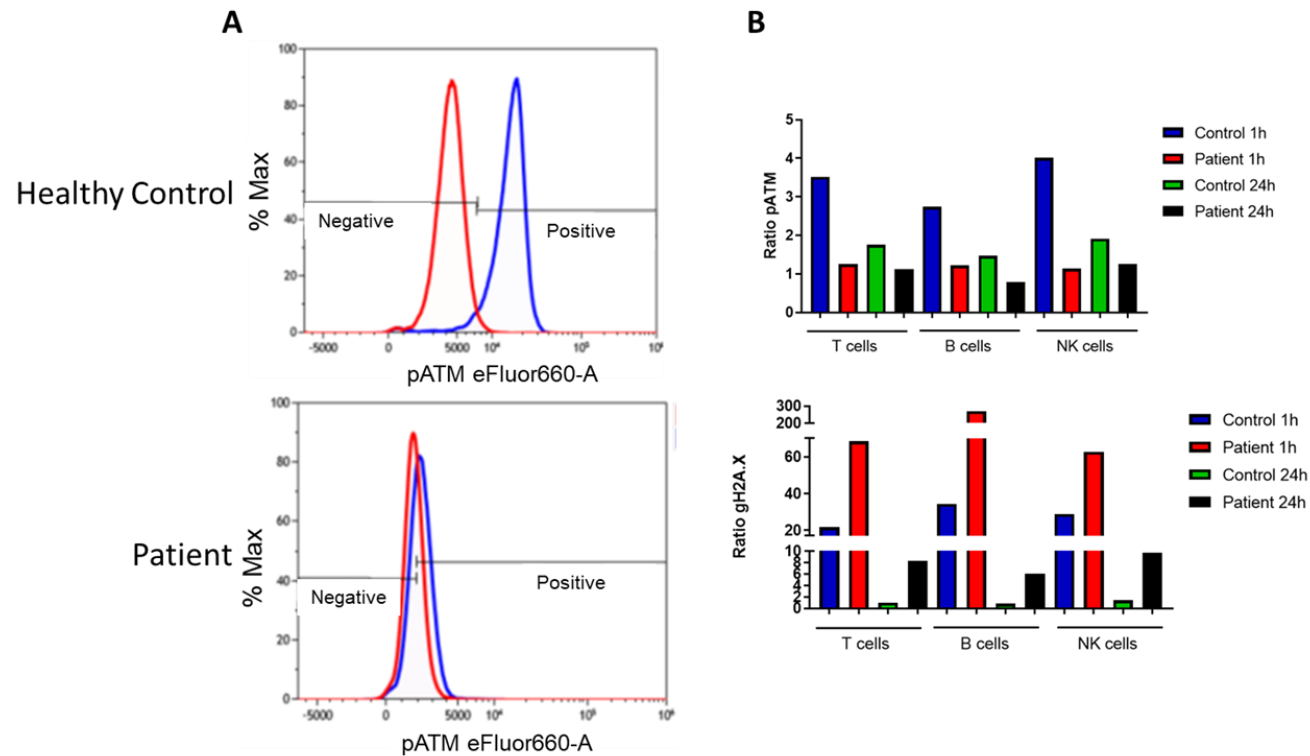 A
B
Healthy Control
% Max
100
80
60
40
20
0
Negative
Positive
-5000
0
5000
10⁴
10⁵
pATM eFluor660-A
Patient
% Max
100
80
60
40
20
0
Negative
Positive
-5000
0
5000
10⁴
10⁵
pATM eFluor660-A
Ratio pATM
5
4
3
2
1
0
T cells
B cells
NK cells
Control 1h
Patient 1h
Control 24h
Patient 24h
Ratio gH2A.X
300
200
60
40
20
10
8
6
4
2
0
T cells
B cells
NK cells
Control 1h
Patient 1h
Control 24h
Patient 24h